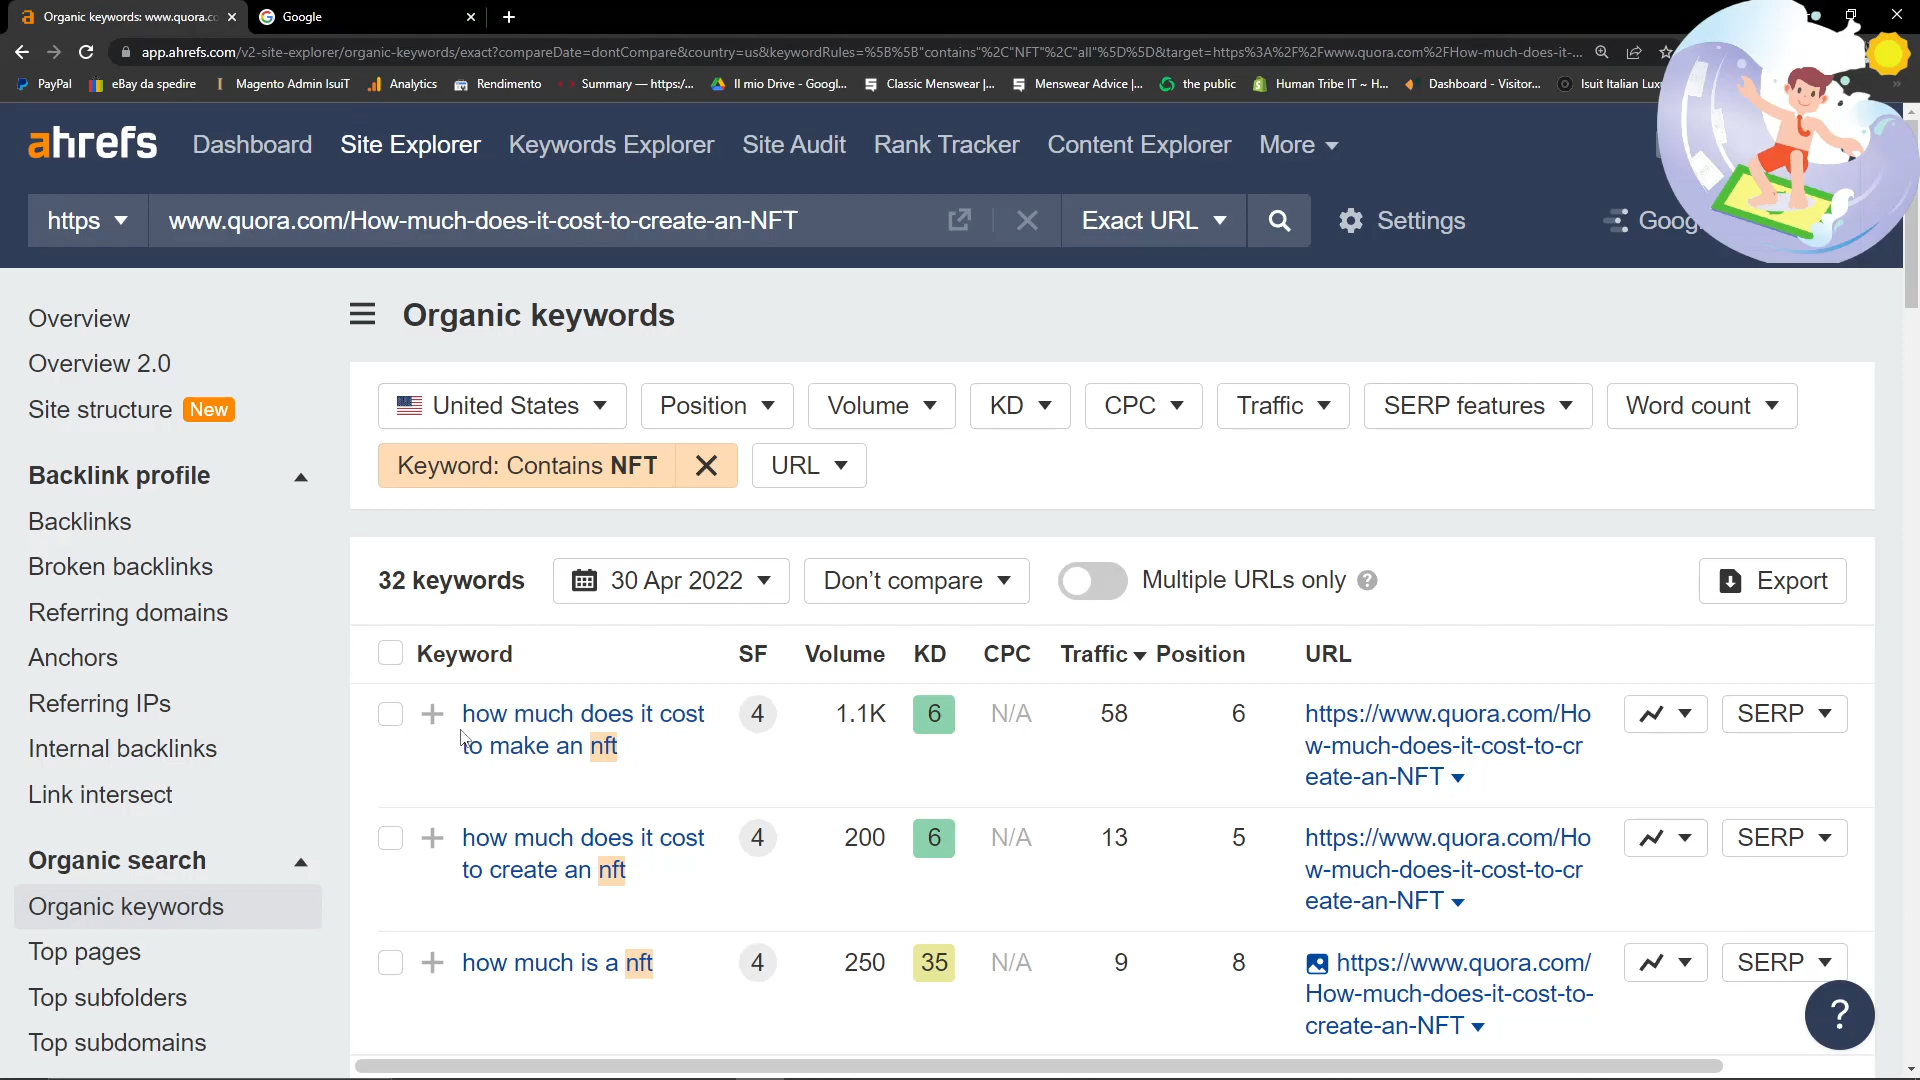 Organic keywords: www.quora.co
Google
app.ahrefs.com/v2-site-explorer/organic-keywords/exact?compareDate=dontCompare&country=us&keywordRules=%5B%5B"contains"%2C"NFT"%2C"all"%5D%5D&target=https%3A%2F%2Fwww.quora.com%2FHow-much-does-it-...
PayPal eBay da spedire Magento Admin IsuiT Analytics Rendimento Summary — https:/... Il mio Drive - Googl... Classic Menswear |... Menswear Advice |... the public Human Tribe IT ~ H... Dashboard - Visitor... Isuit Italian Lux
ahrefs Dashboard Site Explorer Keywords Explorer Site Audit Rank Tracker Content Explorer More
https www.quora.com/How-much-does-it-cost-to-create-an-NFT Exact URL Settings Goog
Overview
Overview 2.0
Site structure New
Backlink profile
Backlinks
Broken backlinks
Referring domains
Anchors
Referring IPs
Internal backlinks
Link intersect
Organic search
Organic keywords
Top pages
Top subfolders
Top subdomains
Organic keywords
United States Position Volume KD CPC Traffic SERP features Word count
Keyword: Contains NFT URL
32 keywords 30 Apr 2022 Don't compare Multiple URLs only ? Export
Keyword SF Volume KD CPC Traffic Position URL
how much does it cost 4 1.1K 6 N/A 58 6 https://www.quora.com/Ho SERP
to make an nft w-much-does-it-cost-to-cr
eate-an-NFT
how much does it cost 4 200 6 N/A 13 5 https://www.quora.com/Ho SERP
to create an nft w-much-does-it-cost-to-cr
eate-an-NFT
how much is a nft 4 250 35 N/A 9 8 https://www.quora.com/ SERP
How-much-does-it-cost-to-
create-an-NFT
?